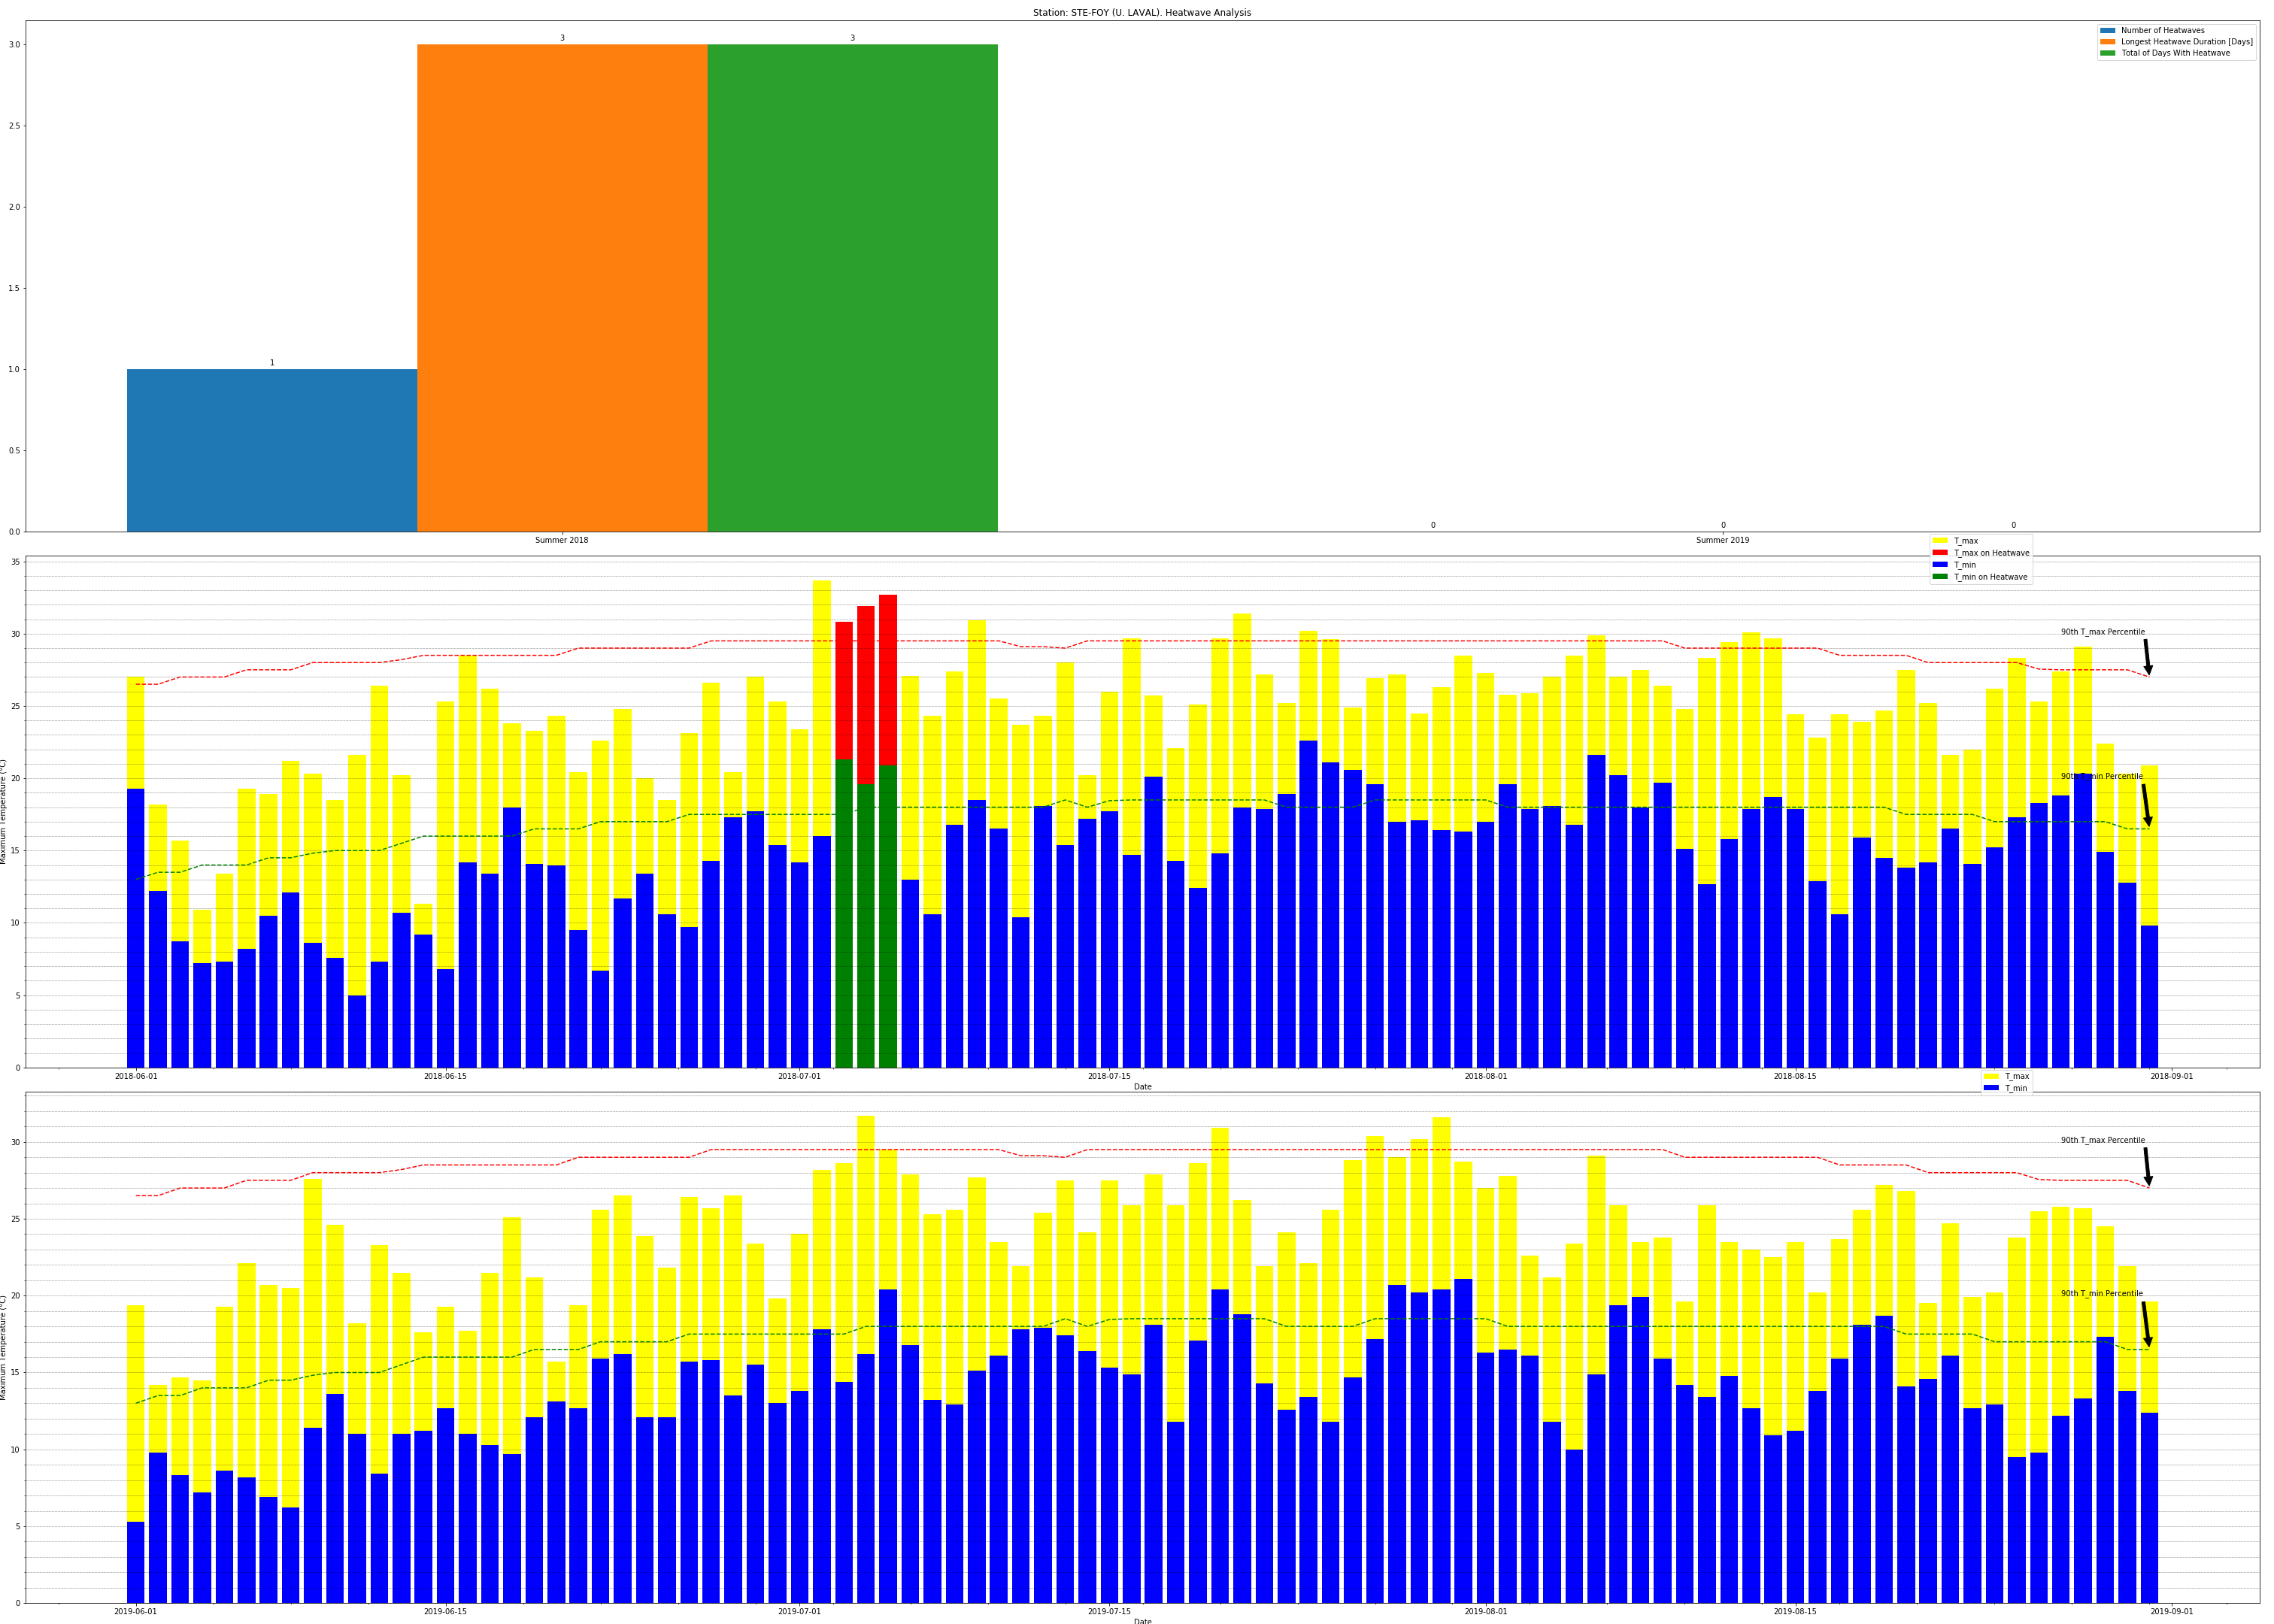 Station: STE-FOY (U. LAVAL). Heatwave Analysis
3.0
2.5
2.0
1.5
1.0
0.5
0.0
1
3
3
0
0
0
Number of Heatwaves
Longest Heatwave Duration [Days]
Total of Days With Heatwave
Summer 2018
Summer 2019
T_max
T_max on Heatwave
T_min
T_min on Heatwave
35
30
25
20
15
10
5
0
Maximum Temperature (°C)
90th T_max Percentile
90th T_min Percentile
2018-06-01
2018-06-15
2018-07-01
2018-07-15
2018-08-01
2018-08-15
2018-09-01
Date
T_max
T_min
30
25
20
15
10
5
0
Maximum Temperature (°C)
90th T_max Percentile
90th T_min Percentile
2019-06-01
2019-06-15
2019-07-01
2019-07-15
2019-08-01
2019-08-15
2019-09-01
Date